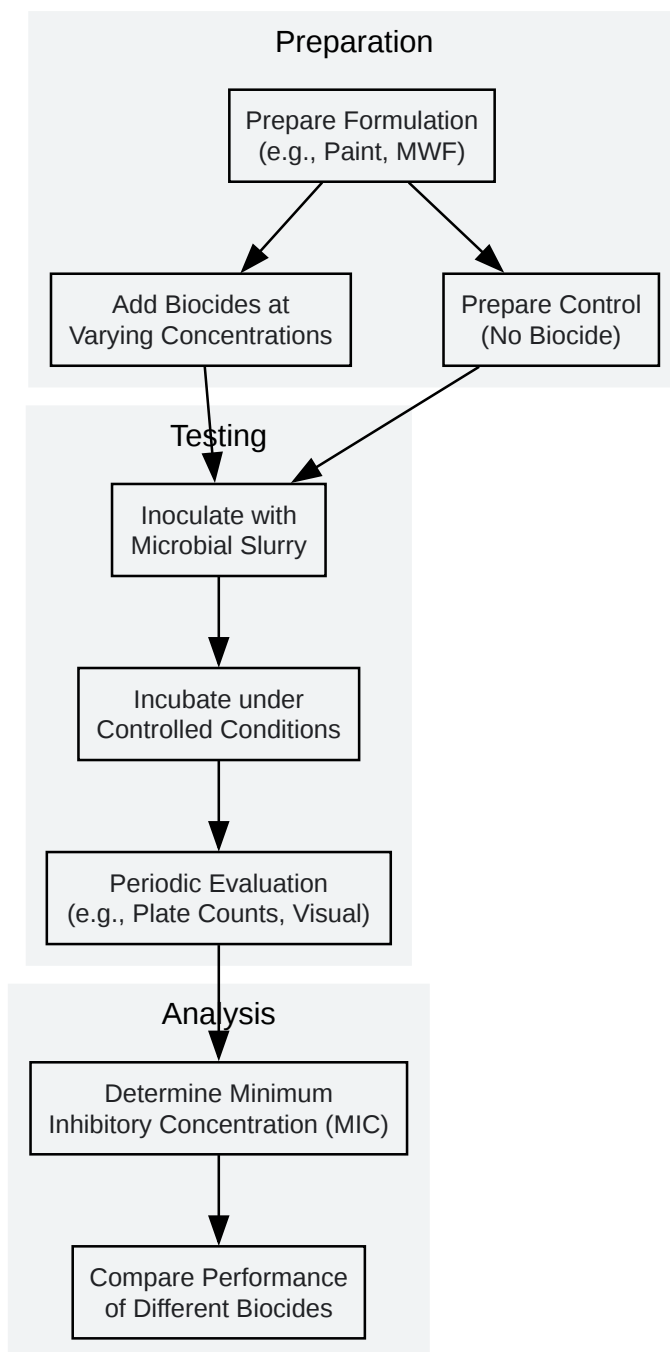 Preparation
Prepare Formulation
(e.g., Paint, MWF)
Add Biocides at
Varying Concentrations
Prepare Control
(No Biocide)
Testing
Inoculate with
Microbial Slurry
Incubate under
Controlled Conditions
Periodic Evaluation
(e.g., Plate Counts, Visual)
Analysis
Determine Minimum
Inhibitory Concentration (MIC)
Compare Performance
of Different Biocides